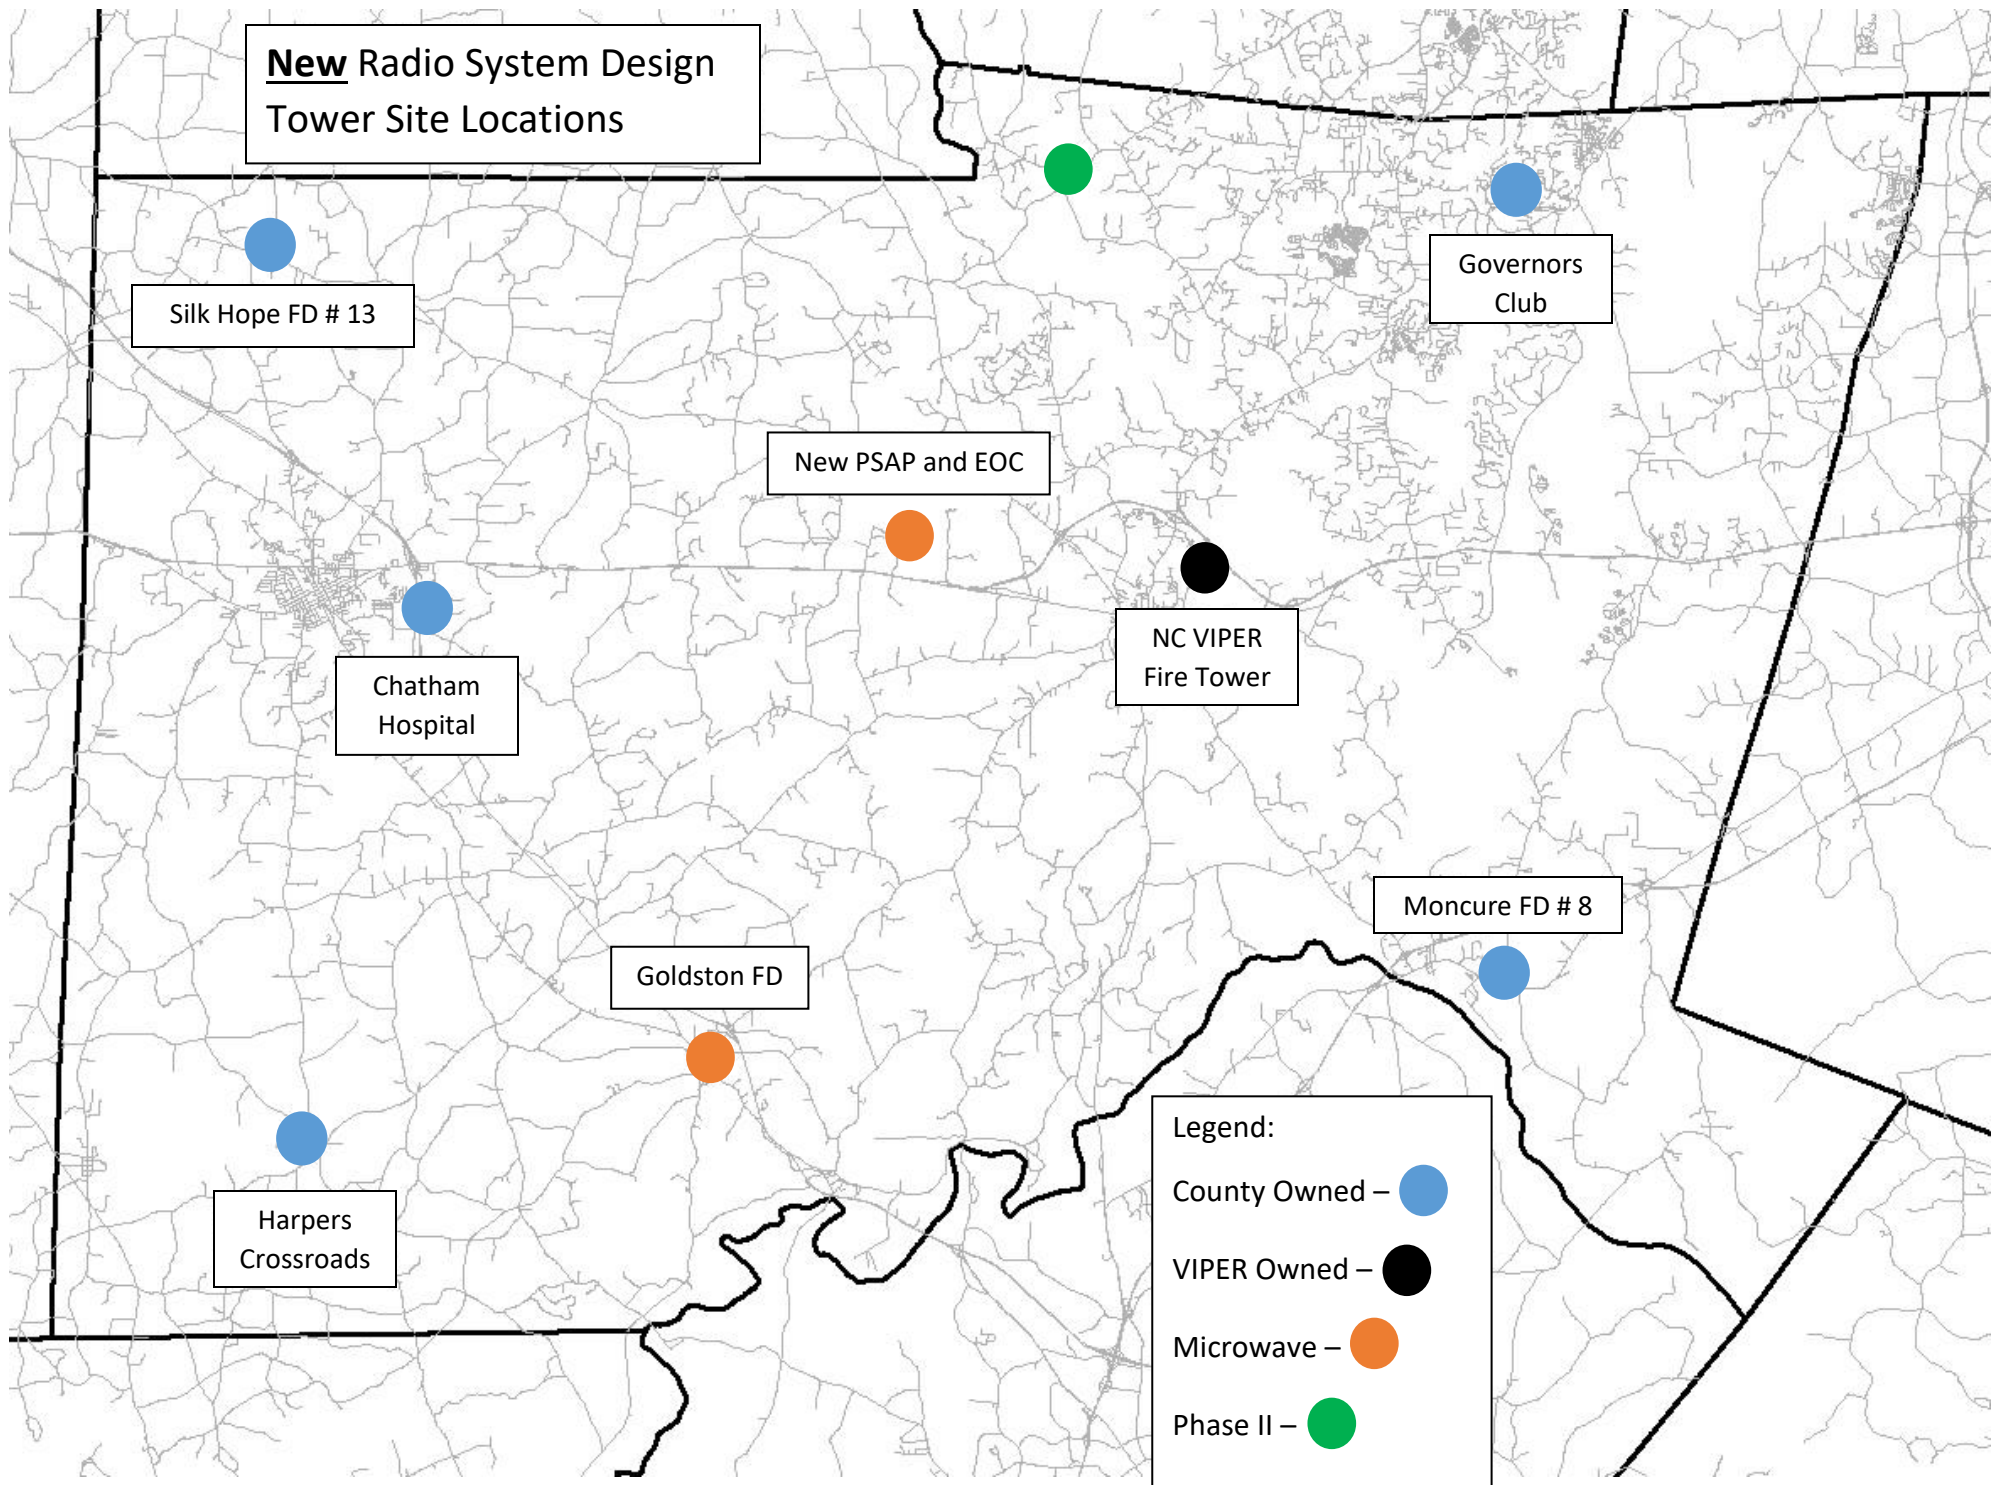 New Radio System Design
Tower Site Locations
Silk Hope FD # 13
Governors
Club
New PSAP and EOC
NC VIPER
Fire Tower
Chatham
Hospital
Moncure FD # 8
Goldston FD
Harpers
Crossroads
Legend:
County Owned –
VIPER Owned –
Microwave –
Phase II –